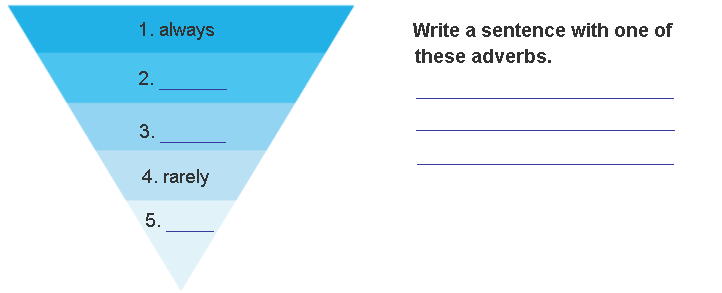 1. always
2. _______
3. _______
4. rarely
5. _____
Write a sentence with one of
these adverbs.